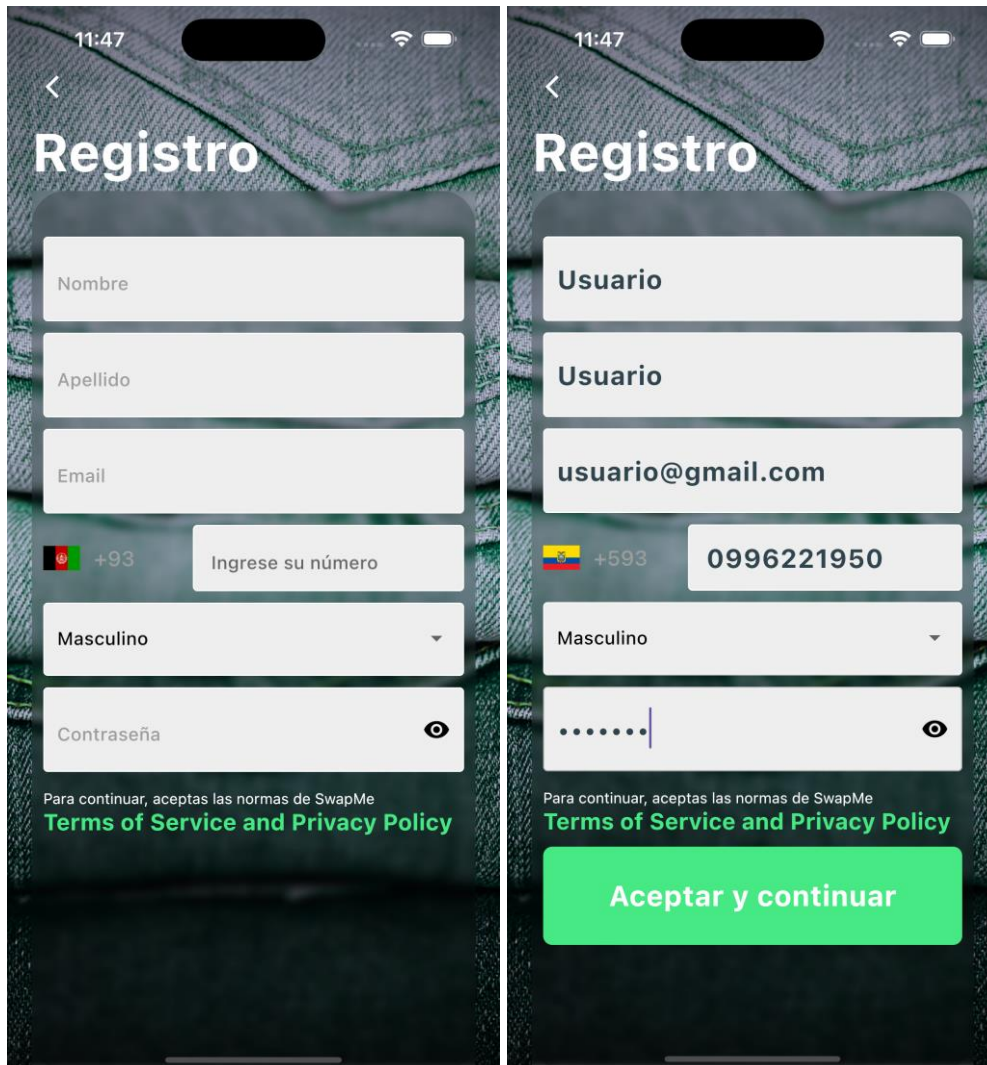 11:47
Registro
Nombre
Apellido
Email
+93 Ingrese su número
Masculino
Contraseña
Para continuar, aceptas las normas de SwapMe
Terms of Service and Privacy Policy
11:47
Registro
Usuario
Usuario
usuario@gmail.com
+593 0996221950
Masculino
•••••••
Para continuar, aceptas las normas de SwapMe
Terms of Service and Privacy Policy
Aceptar y continuar